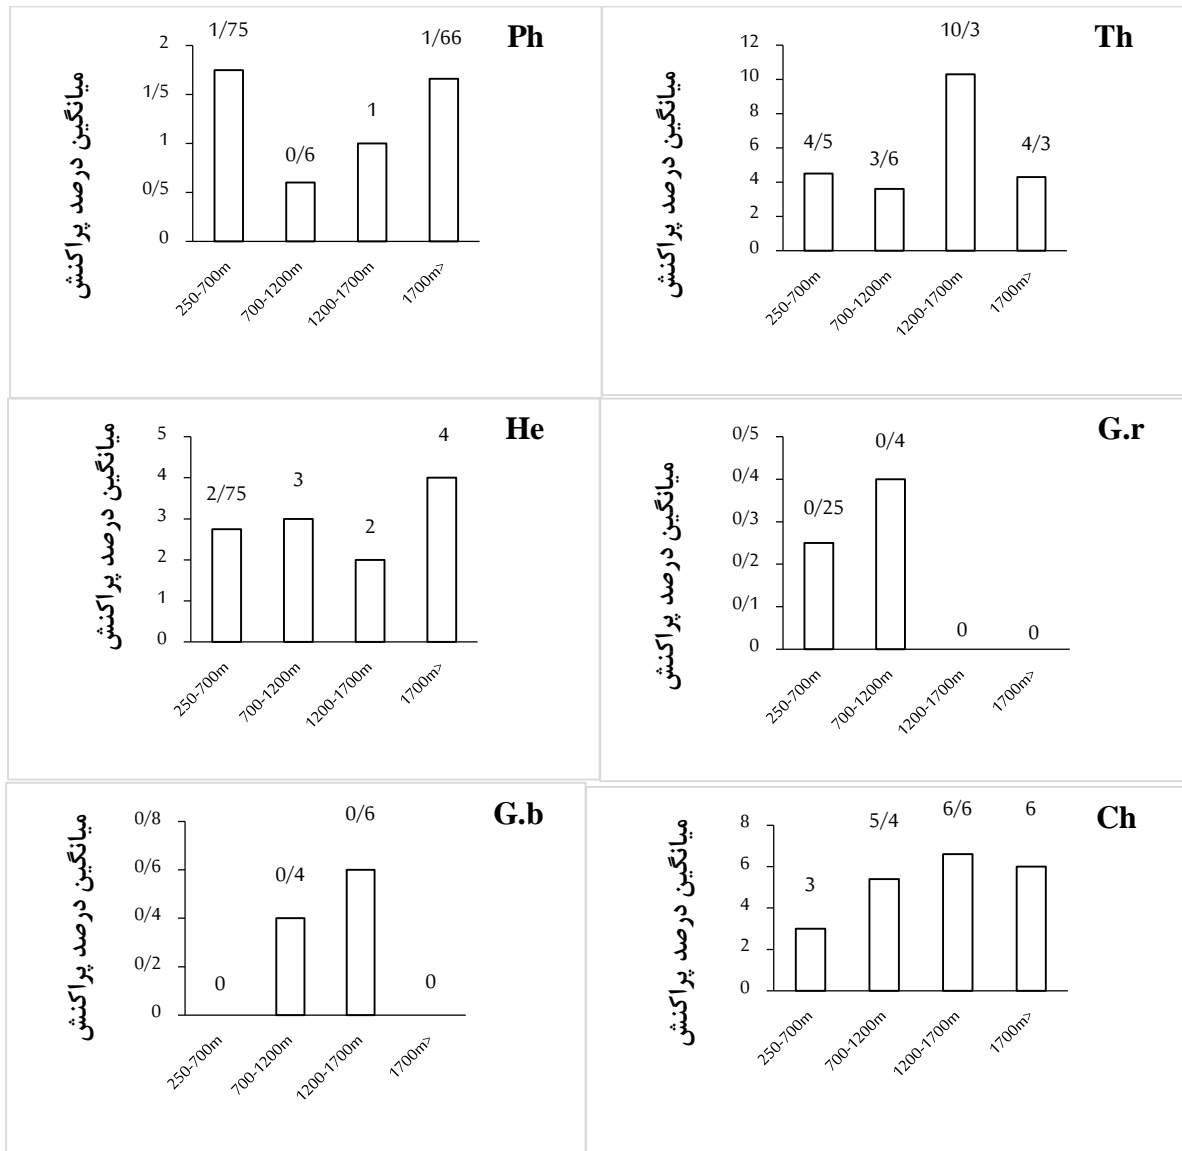 Ph
میانگین درصد پراکنش
2
1/5
1
0/5
0
1/75
0/6
1
1/66
250-700m
700-1200m
1200-1700m
1700m>
Th
میانگین درصد پراکنش
12
10
8
6
4
2
0
4/5
3/6
10/3
4/3
250-700m
700-1200m
1200-1700m
1700m>
He
میانگین درصد پراکنش
5
4
3
2
1
0
2/75
3
2
4
250-700m
700-1200m
1200-1700m
1700m>
G.r
میانگین درصد پراکنش
0/5
0/4
0/3
0/2
0/1
0
0/25
0/4
0
0
250-700m
700-1200m
1200-1700m
1700m>
G.b
میانگین درصد پراکنش
0/8
0/6
0/4
0/2
0
0
0/4
0/6
0
250-700m
700-1200m
1200-1700m
1700m>
Ch
میانگین درصد پراکنش
8
6
4
2
0
3
5/4
6/6
6
250-700m
700-1200m
1200-1700m
1700m>